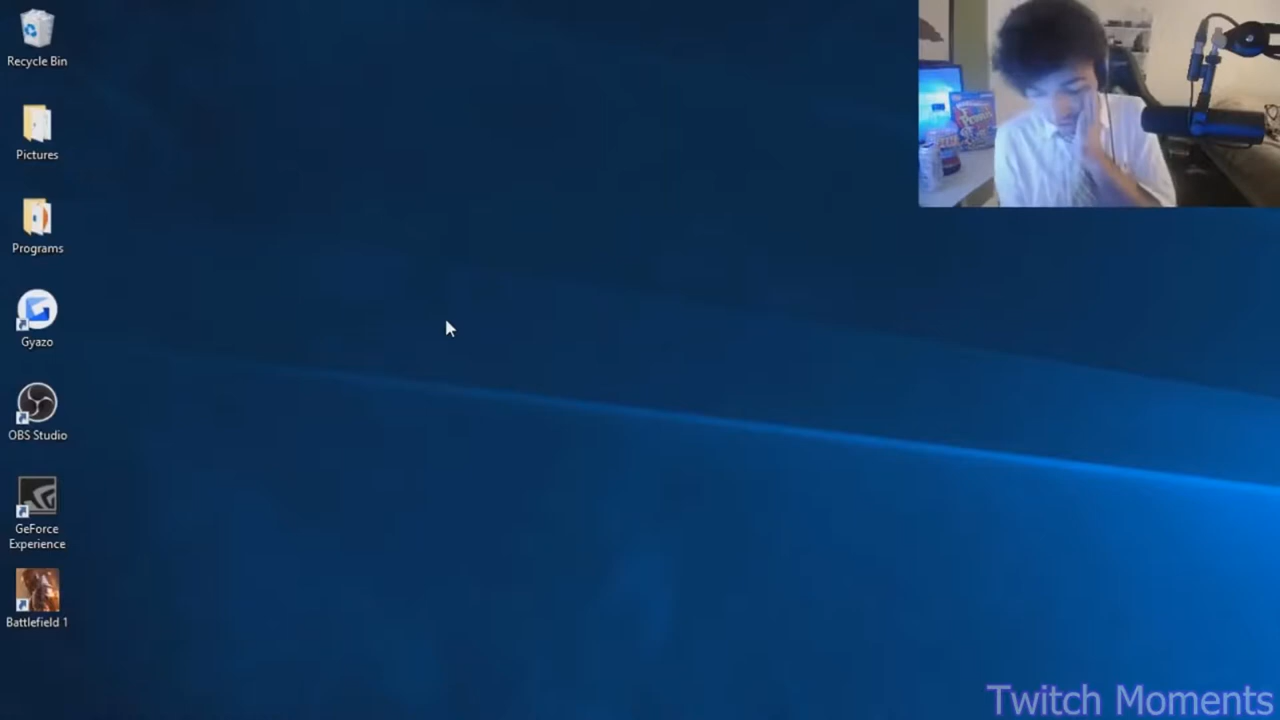 Recycle Bin
Pictures
Programs
Gyazo
OBS Studio
GeForce
Experience
Battlefield 1
Twitch Moments